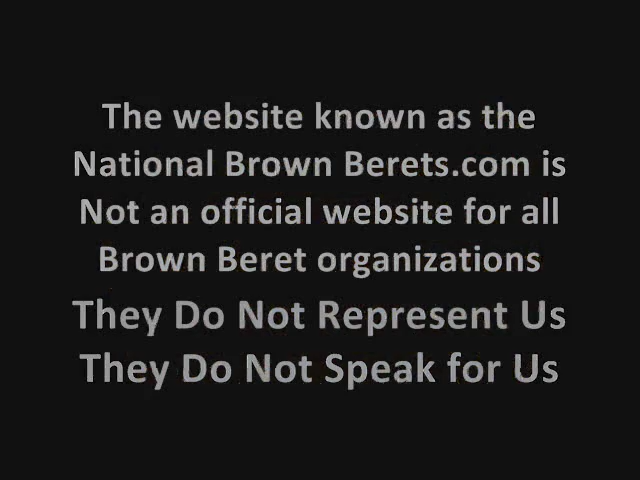 The website known as the
National Brown Berets.com is
Not an official website for all
Brown Beret organizations
They Do Not Represent Us
They Do Not Speak for Us